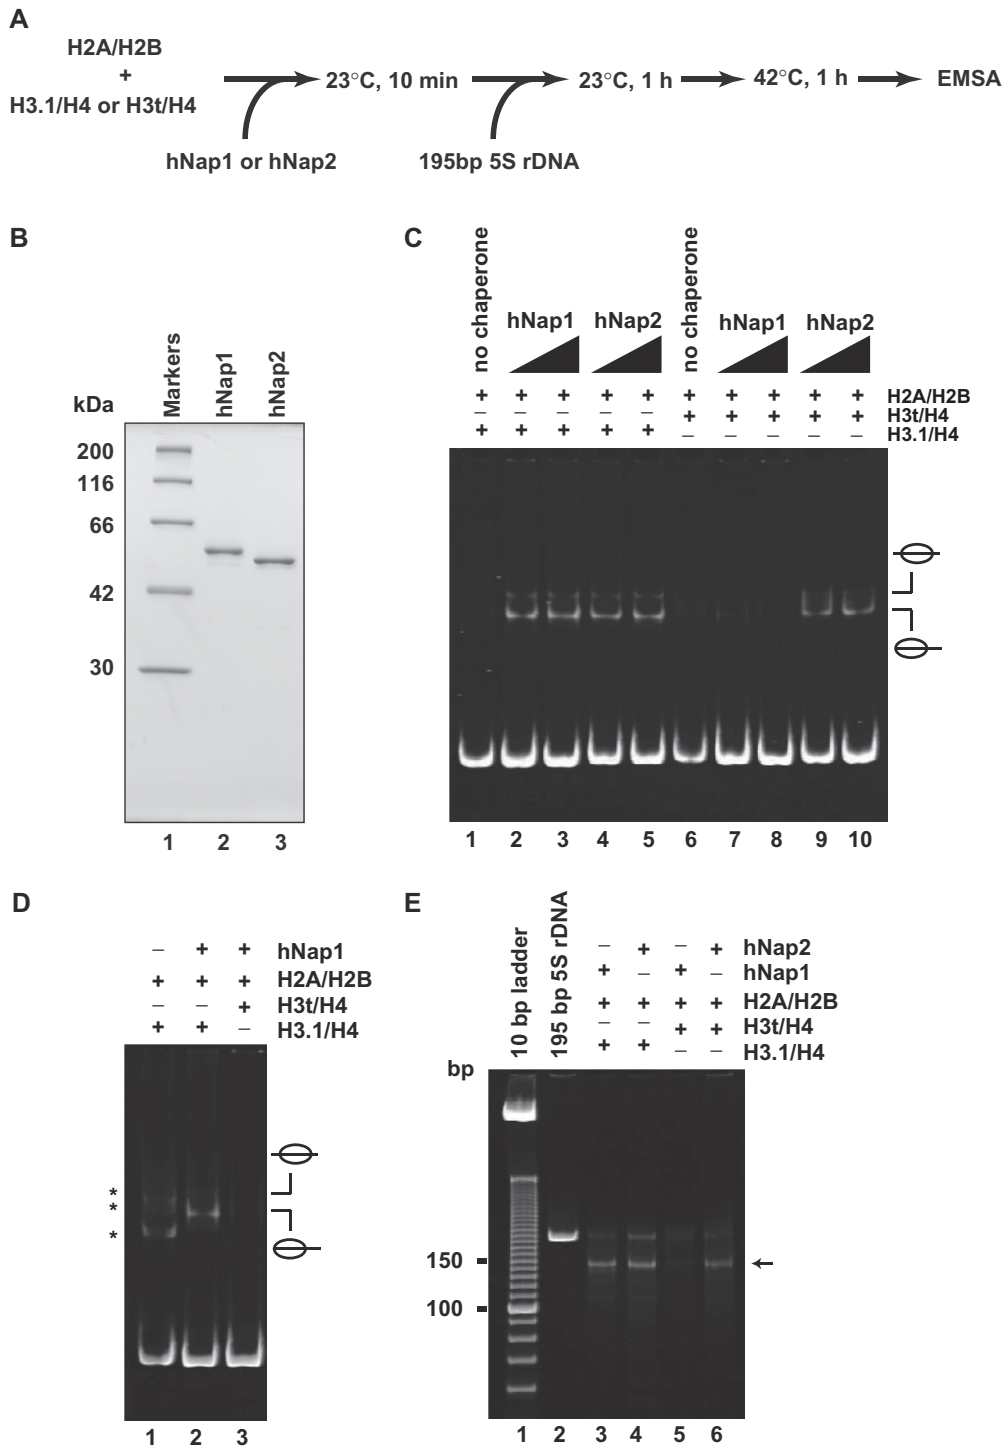 A
H2A/H2B
+
H3.1/H4 or H3t/H4
23°C, 10 min
23°C, 1 h
42°C, 1 h
EMSA
hNap1 or hNap2
195bp 5S rDNA
B
kDa
Markers
hNap1
hNap2
200
116
66
42
30
1 2 3
C
no chaperone
hNap1
hNap2
no chaperone
hNap1
hNap2
+ + + + + + + + + + H2A/H2B
– – – – – + + + + + H3t/H4
+ + + + + – – – – – H3.1/H4
1 2 3 4 5 6 7 8 9 10
D
– + + hNap1
+ + + H2A/H2B
– – + H3t/H4
+ + – H3.1/H4
*
*
*
1 2 3
E
10 bp ladder
195 bp 5S rDNA
– + – + hNap2
+ – + – hNap1
+ + + + H2A/H2B
– – + + H3t/H4
+ + – – H3.1/H4
bp
150
100
1 2 3 4 5 6